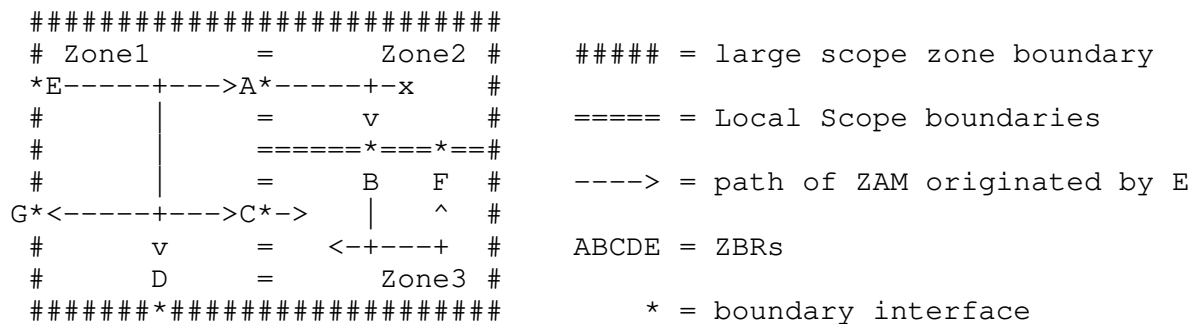 ###########################
# Zone1      =      Zone2 #    ##### = large scope zone boundary
*E-----+--->A*-----+-x    #
#      |     =     v      #    ===== = Local Scope boundaries
#      |     ======*===*==#
#      |     =     B   F  #    ----> = path of ZAM originated by E
G*<-----+--->C*->   |   ^  #
#      v     =   <-+---+  #    ABCDE = ZBRs
#      D     =      Zone3 #
#######*###################        * = boundary interface